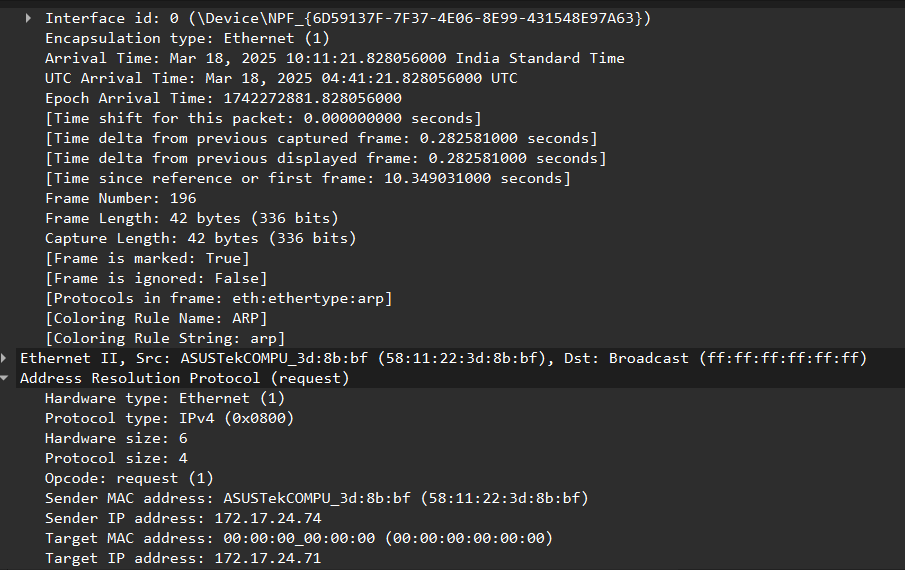 Interface id: 0 (\Device\NPF_{6D59137F-7F37-4E06-8E99-431548E97A63})
Encapsulation type: Ethernet (1)
Arrival Time: Mar 18, 2025 10:11:21.828056000 India Standard Time
UTC Arrival Time: Mar 18, 2025 04:41:21.828056000 UTC
Epoch Arrival Time: 1742272881.828056000
[Time shift for this packet: 0.000000000 seconds]
[Time delta from previous captured frame: 0.282581000 seconds]
[Time delta from previous displayed frame: 0.282581000 seconds]
[Time since reference or first frame: 10.349031000 seconds]
Frame Number: 196
Frame Length: 42 bytes (336 bits)
Capture Length: 42 bytes (336 bits)
[Frame is marked: True]
[Frame is ignored: False]
[Protocols in frame: eth:ethertype:arp]
[Coloring Rule Name: ARP]
[Coloring Rule String: arp]
Ethernet II, Src: ASUSTekCOMPU_3d:8b:bf (58:11:22:3d:8b:bf), Dst: Broadcast (ff:ff:ff:ff:ff:ff)
Address Resolution Protocol (request)
Hardware type: Ethernet (1)
Protocol type: IPv4 (0x0800)
Hardware size: 6
Protocol size: 4
Opcode: request (1)
Sender MAC address: ASUSTekCOMPU_3d:8b:bf (58:11:22:3d:8b:bf)
Sender IP address: 172.17.24.74
Target MAC address: 00:00:00_00:00:00 (00:00:00:00:00:00)
Target IP address: 172.17.24.71